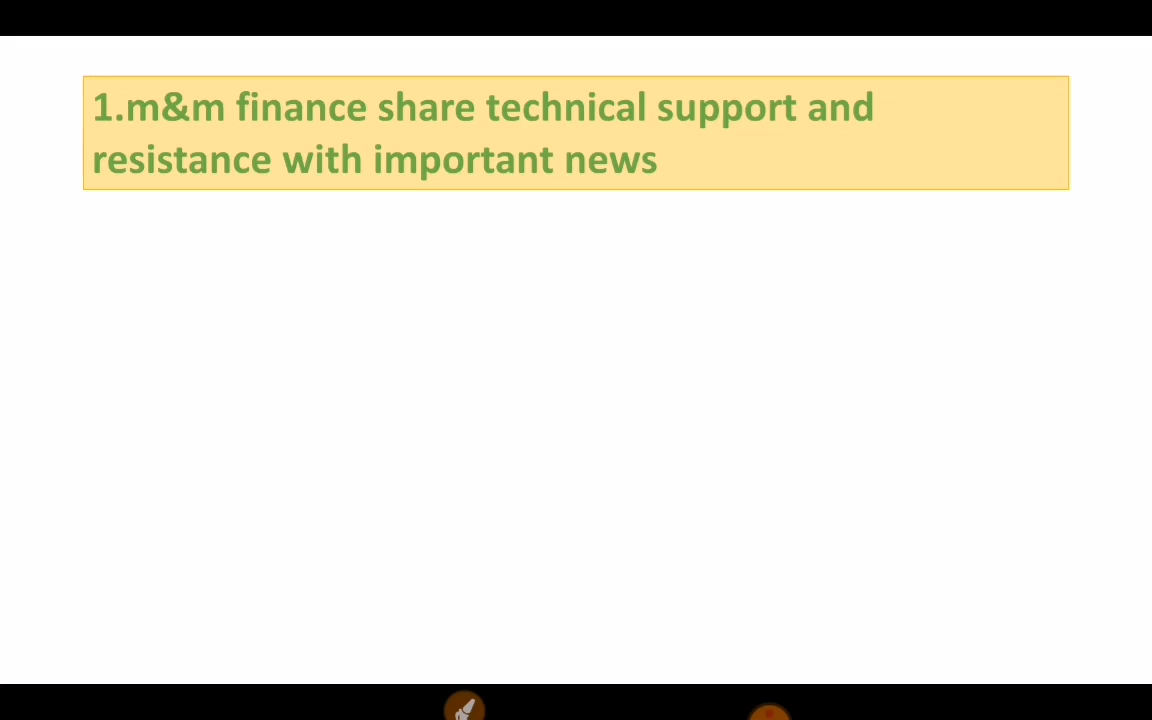 1.m&m finance share technical support and
resistance with important news